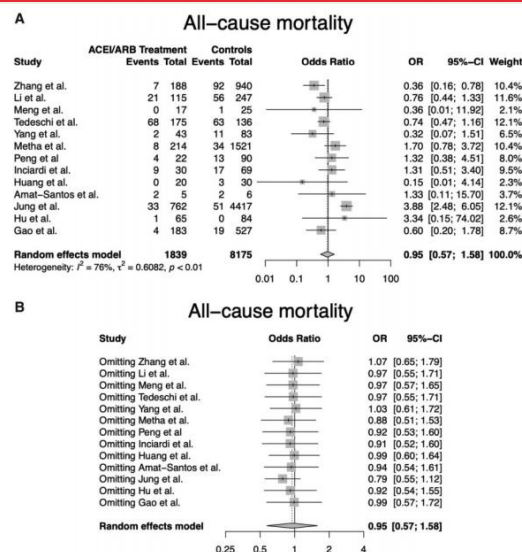 A
All-cause mortality
ACEI/ARB Treatment Controls
Study Events Total Events Total Odds Ratio OR 95%-CI Weight
Zhang et al. 7 188 92 940 0.36 [0.16; 0.78] 10.4%
Li et al. 21 115 56 247 0.76 [0.44; 1.33] 11.6%
Meng et al. 0 17 1 25 0.36 [0.01; 11.92] 2.1%
Tedeschi et al. 68 175 63 136 0.74 [0.47; 1.16] 12.1%
Yang et al. 2 43 11 83 0.32 [0.07; 1.51] 6.5%
Metha et al. 8 214 34 1521 1.70 [0.78; 3.72] 10.4%
Peng et al 4 22 13 90 1.32 [0.38; 4.51] 8.0%
Inciardi et al. 9 30 17 69 1.31 [0.51; 3.40] 9.5%
Huang et al. 0 20 3 30 0.15 [0.01; 4.14] 2.3%
Amat-Santos et al. 2 5 2 6 1.33 [0.11; 15.70] 3.7%
Jung et al. 33 762 51 4417 3.88 [2.48; 6.05] 12.1%
Hu et al. 1 65 0 84 3.34 [0.15; 74.02] 2.6%
Gao et al. 4 183 19 527 0.60 [0.20; 1.78] 8.7%
Random effects model 1839 8175 0.95 [0.57; 1.58] 100.0%
Heterogeneity: I² = 76%, τ² = 0.6082, p < 0.01
0.01 0.1 1 10 100
B
All-cause mortality
Study Odds Ratio OR 95%-CI
Omitting Zhang et al. 1.07 [0.65; 1.79]
Omitting Li et al. 0.97 [0.55; 1.71]
Omitting Meng et al. 0.97 [0.57; 1.65]
Omitting Tedeschi et al. 0.97 [0.55; 1.71]
Omitting Yang et al. 1.03 [0.61; 1.72]
Omitting Metha et al. 0.88 [0.51; 1.53]
Omitting Peng et al 0.92 [0.53; 1.60]
Omitting Inciardi et al. 0.91 [0.52; 1.60]
Omitting Huang et al. 0.99 [0.60; 1.64]
Omitting Amat-Santos et al. 0.94 [0.54; 1.61]
Omitting Jung et al. 0.79 [0.55; 1.12]
Omitting Hu et al. 0.92 [0.54; 1.55]
Omitting Gao et al. 0.99 [0.57; 1.72]
Random effects model 0.95 [0.57; 1.58]
0.25 0.5 1 2 4